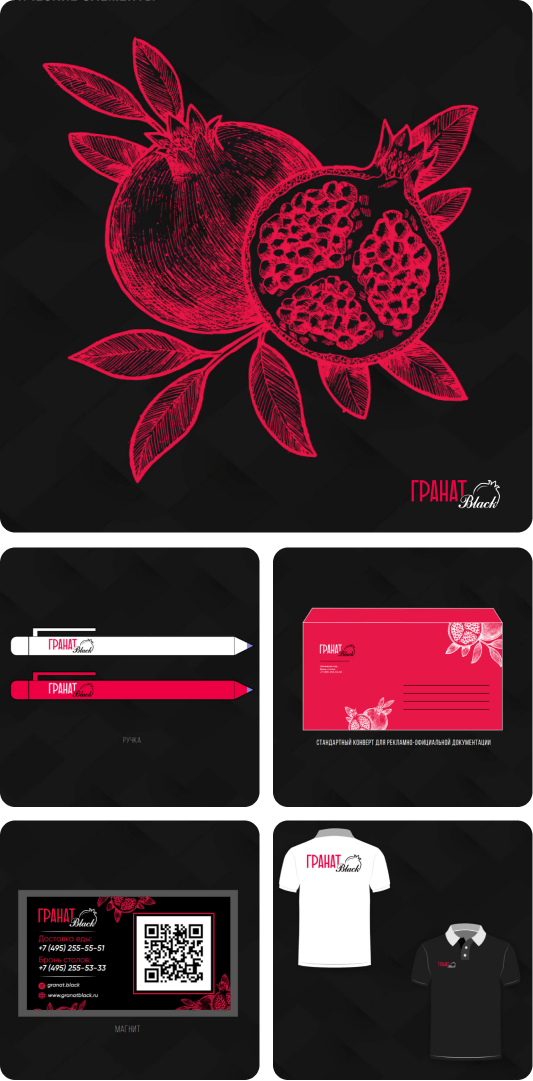 ГРАНАТ
Black
ГРАНАТ
Black
ГРАНАТ
Black
РУЧКА
ГРАНАТ
Black
СТАНДАРТНЫЙ КОНВЕРТ ДЛЯ РЕКЛАМНО-ОФИЦИАЛЬНОЙ ДОКУМЕНТАЦИИ
ГРАНАТ
Black
Доставка еды:
+7 (495) 255-55-51
Бронь столов:
+7 (495) 255-53-33
granat.black
www.granatblack.ru
МАГНИТ
ГРАНАТ
Black
ГРАНАТ
Black